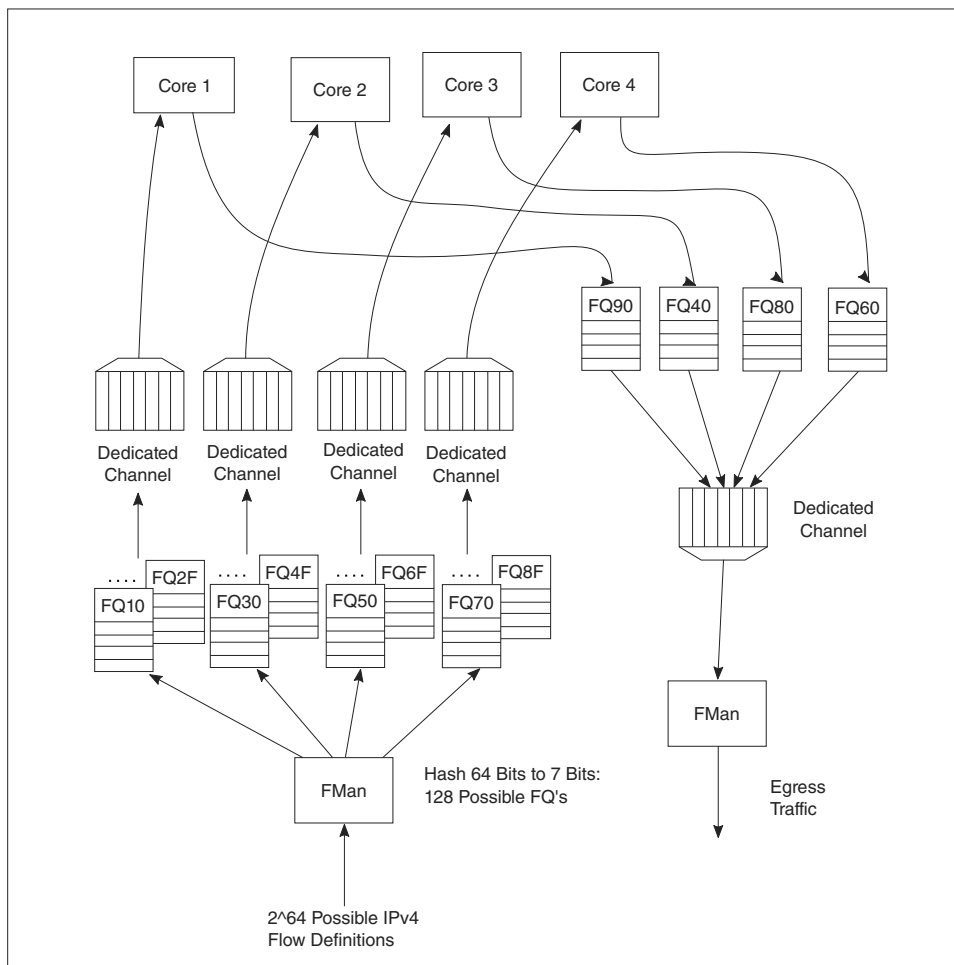 Core 1
Core 2
Core 3
Core 4
FQ90
FQ40
FQ80
FQ60
Dedicated
Channel
Dedicated
Channel
Dedicated
Channel
Dedicated
Channel
Dedicated
Channel
....
FQ2F
FQ10
....
FQ4F
FQ30
....
FQ6F
FQ50
....
FQ8F
FQ70
FMan
Hash 64 Bits to 7 Bits:
128 Possible FQ's
FMan
Egress
Traffic
2^64 Possible IPv4
Flow Definitions